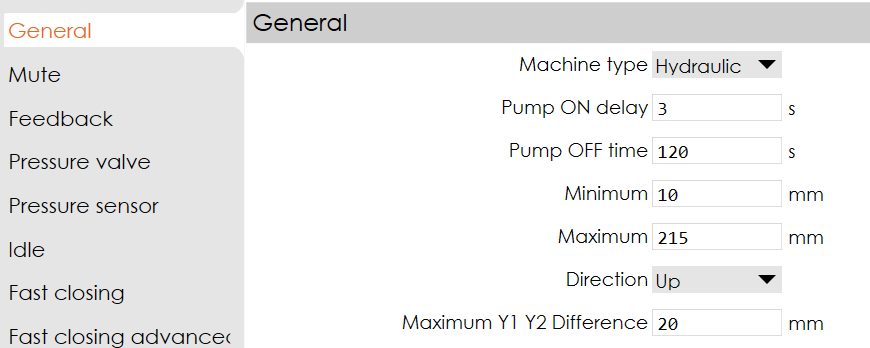 General
Mute
Feedback
Pressure valve
Pressure sensor
Idle
Fast closing
Fast closing advanced
General
Machine type Hydraulic
Pump ON delay 3 s
Pump OFF time 120 s
Minimum 10 mm
Maximum 215 mm
Direction Up
Maximum Y1 Y2 Difference 20 mm